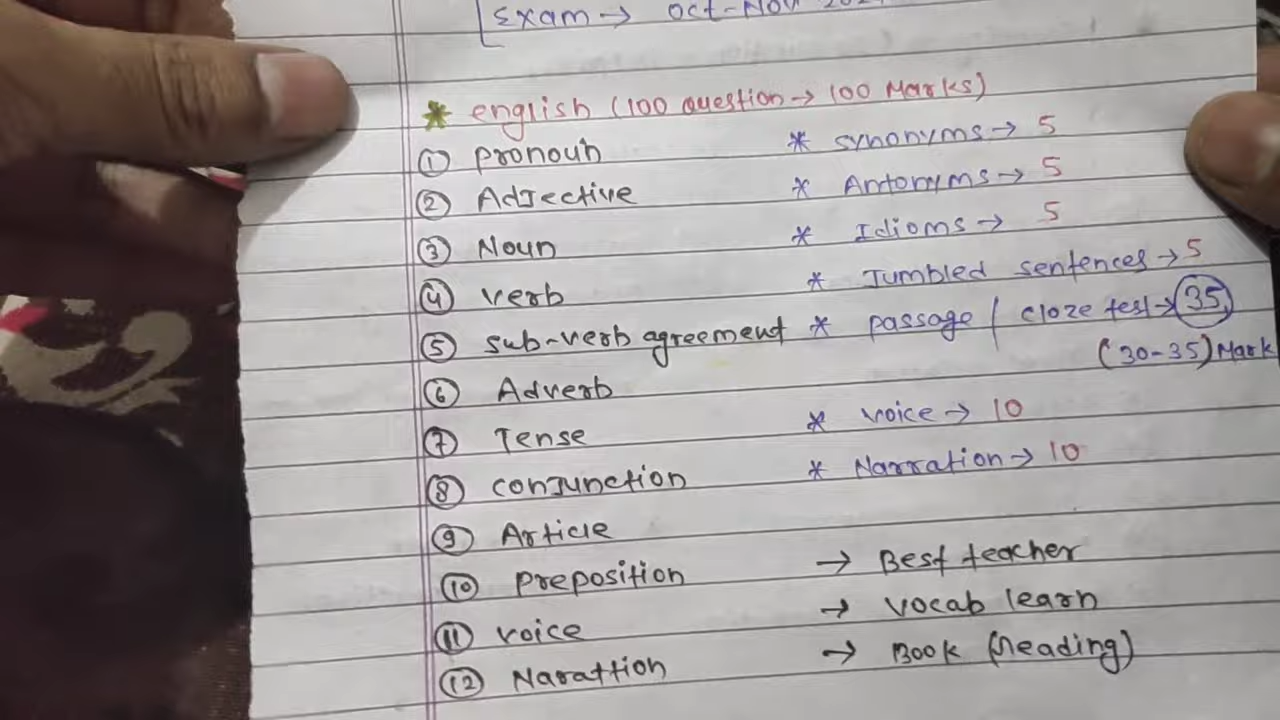 Exam → Oct-Nov
* english (100 question → 100 Marks)
① pronoun
* synonyms → 5
② Adjective
* Antonyms → 5
③ Noun
* Idioms → 5
④ verb
* Jumbled sentences → 5
⑤ sub-verb agreement
* passage / cloze test → 35
(30-35) Mark
⑥ Adverb
⑦ Tense
* voice → 10
⑧ conjunction
* Narration → 10
⑨ Article
⑩ preposition
→ Best teacher
⑪ voice
→ vocab learn
⑫ Narattion
→ Book (reading)